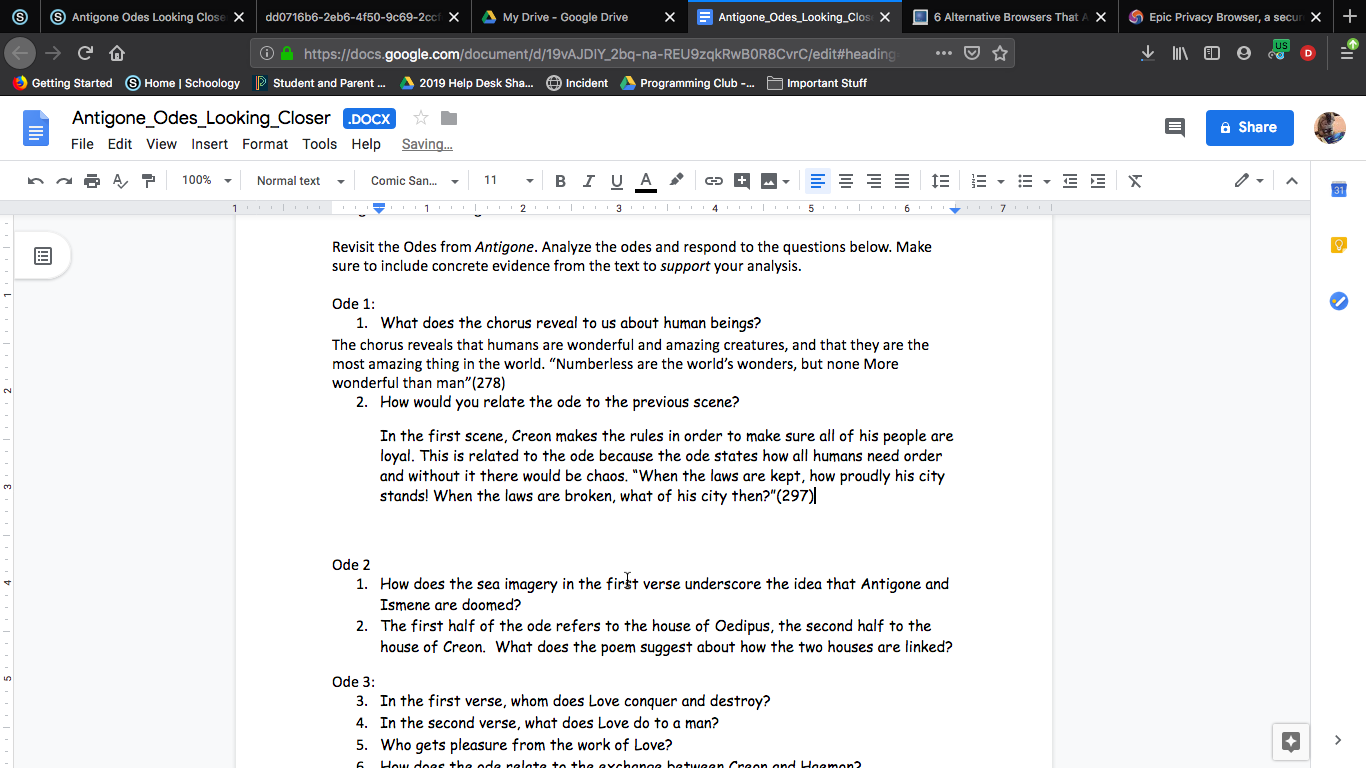 Antigone Odes Looking Close
dd0716b6-2eb6-4f50-9c69-2ccf
My Drive - Google Drive
Antigone_Odes_Looking_Clos
6 Alternative Browsers That A
Epic Privacy Browser, a secur
https://docs.google.com/document/d/19vAJDlY_2bq-na-REU9zqkRwB0R8CvrC/edit#heading
US
D
Getting Started
Home | Schoology
Student and Parent ...
2019 Help Desk Sha...
Incident
Programming Club -...
Important Stuff
Antigone_Odes_Looking_Closer
.DOCX
Share
File Edit View Insert Format Tools Help Saving...
100% Normal text Comic San... 11 B I U A
1 1 2 3 4 5 6 7
31
Revisit the Odes from Antigone. Analyze the odes and respond to the questions below. Make
sure to include concrete evidence from the text to support your analysis.
Ode 1:
1. What does the chorus reveal to us about human beings?
The chorus reveals that humans are wonderful and amazing creatures, and that they are the
most amazing thing in the world. “Numberless are the world’s wonders, but none More
wonderful than man”(278)
2. How would you relate the ode to the previous scene?
In the first scene, Creon makes the rules in order to make sure all of his people are
loyal. This is related to the ode because the ode states how all humans need order
and without it there would be chaos. “When the laws are kept, how proudly his city
stands! When the laws are broken, what of his city then?”(297)
Ode 2
1. How does the sea imagery in the first verse underscore the idea that Antigone and
Ismene are doomed?
2. The first half of the ode refers to the house of Oedipus, the second half to the
house of Creon.  What does the poem suggest about how the two houses are linked?
Ode 3:
3. In the first verse, whom does Love conquer and destroy?
4. In the second verse, what does Love do to a man?
5. Who gets pleasure from the work of Love?
6. How does the ode relate to the exchange between Creon and Haemon?